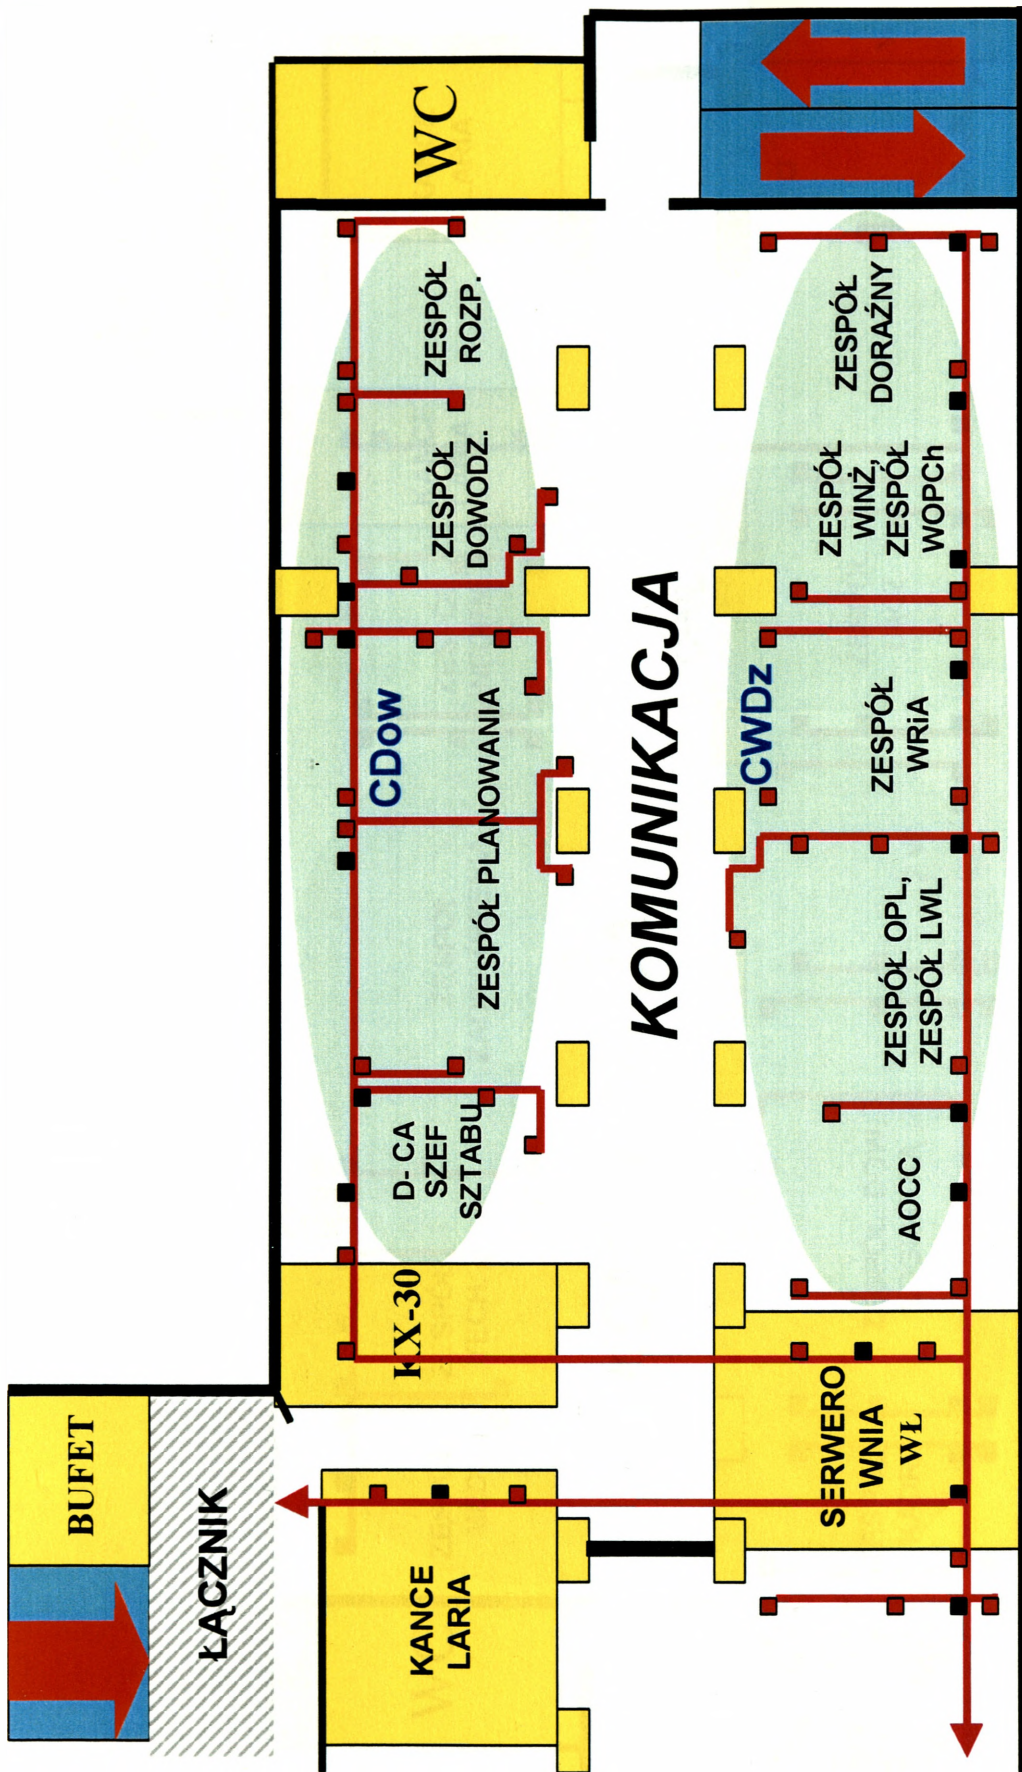 BUFET
ŁĄCZNIK
KANCE
LARIA
KX-30
D- CA
SZEF
SZTABU
CDow
ZESPÓŁ PLANOWANIA
ZESPÓŁ
DOWODZ.
ZESPÓŁ
ROZP.
WC
KOMUNIKACJA
SERWERO
WNIA
WŁ
AOCC
ZESPÓŁ OPL,
ZESPÓŁ LWL
CWDz
ZESPÓŁ
WRiA
ZESPÓŁ
WINŻ,
ZESPÓŁ
WOPCh
ZESPÓŁ
DORAŹNY